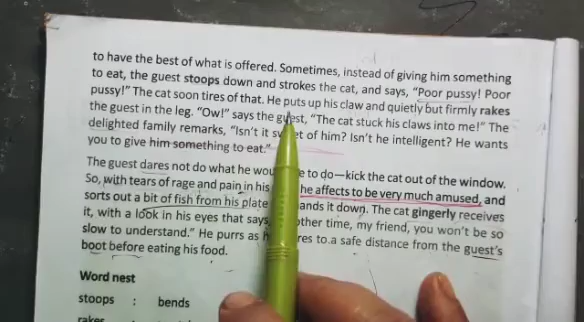 to have the best of what is offered. Sometimes, instead of giving him something
to eat, the guest stoops down and strokes the cat, and says, "Poor pussy! Poor
pussy!" The cat soon tires of that. He puts up his claw and quietly but firmly rakes
the guest in the leg. "Ow!" says the guest, "The cat stuck his claws into me!" The
delighted family remarks, "Isn't it of him? Isn't he intelligent? He wants
you to give him something to eat."
The guest dares not do what he wou to do—kick the cat out of the window.
So, with tears of rage and pain in his he affects to be very much amused, and
sorts out a bit of fish from his plate ands it down. The cat gingerly receives
it, with a look in his eyes that says other time, my friend, you won't be so
slow to understand." He purrs as h res to a safe distance from the guest's
boot before eating his food.
Word nest
stoops : bends